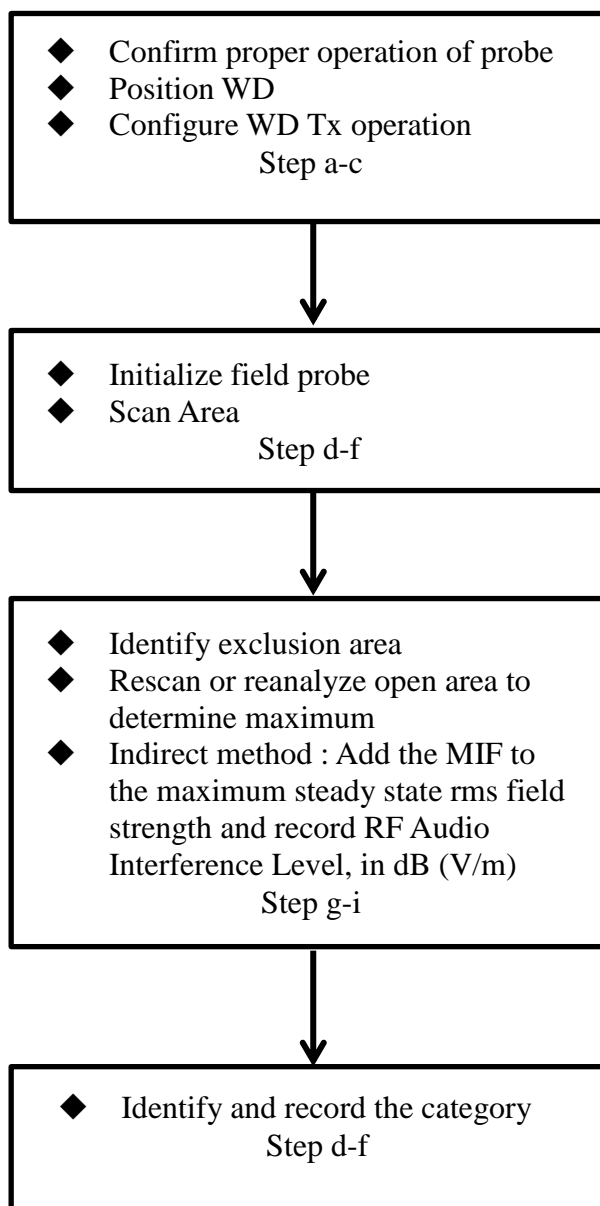 ◆ Confirm proper operation of probe
◆ Position WD
◆ Configure WD Tx operation
Step a-c
◆ Initialize field probe
◆ Scan Area
Step d-f
◆ Identify exclusion area
◆ Rescan or reanalyze open area to
determine maximum
◆ Indirect method : Add the MIF to
the maximum steady state rms field
strength and record RF Audio
Interference Level, in dB (V/m)
Step g-i
◆ Identify and record the category
Step d-f